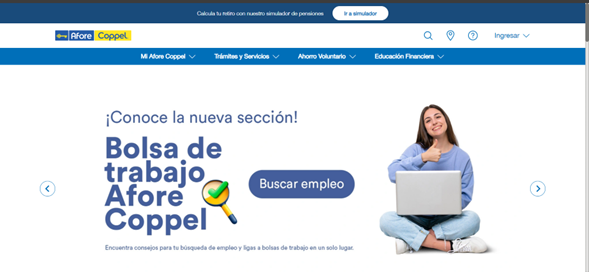 Calcula tu retiro con nuestro simulador de pensiones Ir a simulador
Afore Coppel Ingresar
Mi Afore Coppel Trámites y Servicios Ahorro Voluntario Educación Financiera
¡Conoce la nueva sección!
Bolsa de
trabajo
Afore
Coppel
Buscar empleo
Encuentra consejos para tu búsqueda de empleo y ligas a bolsas de trabajo en un solo lugar.